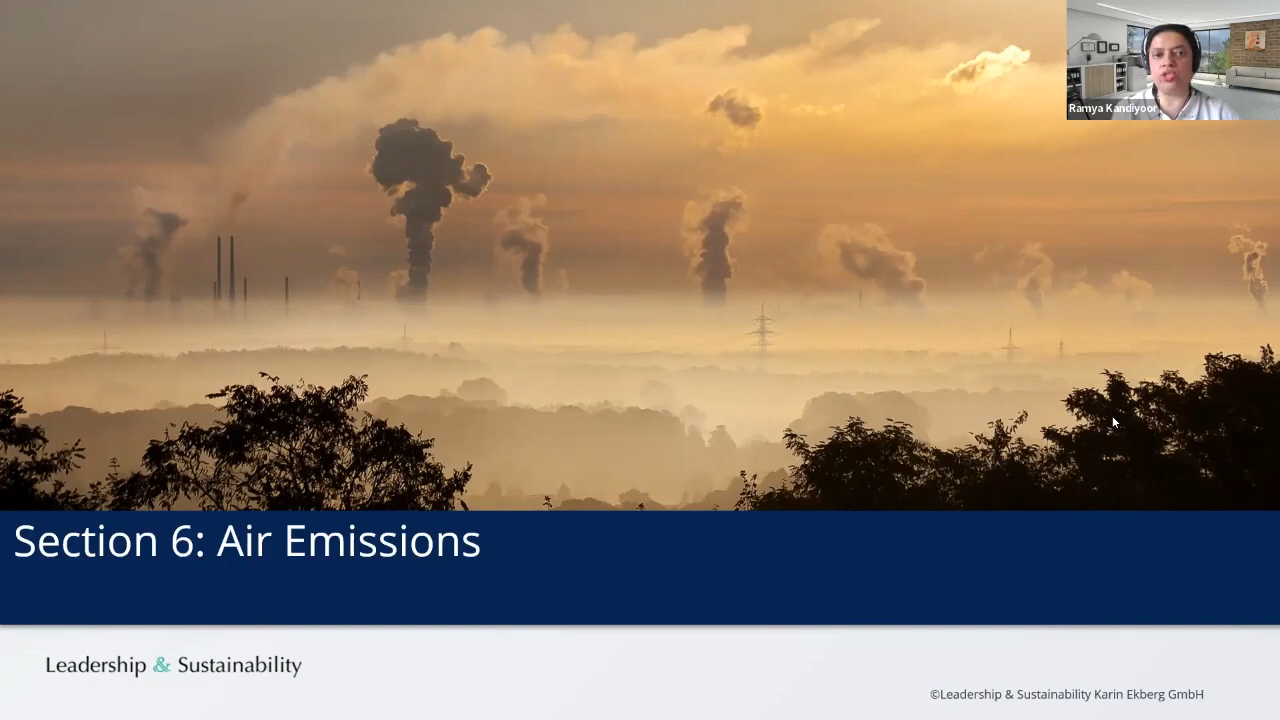 Ramya Kandiyoor
Section 6: Air Emissions
Leadership & Sustainability
©Leadership & Sustainability Karin Ekberg GmbH